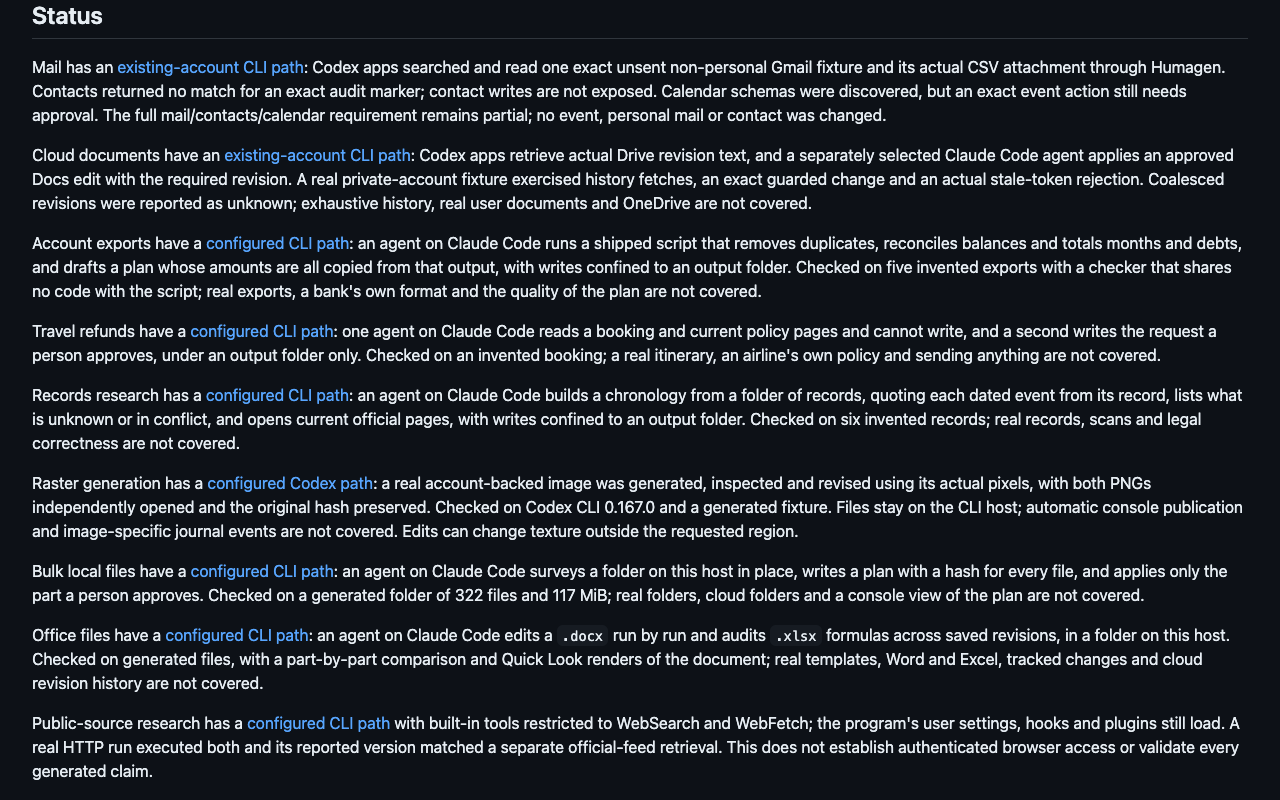 Status
Mail has an existing-account CLI path: Codex apps searched and read one exact unsent non-personal Gmail fixture and its actual CSV attachment through Humagen.
Contacts returned no match for an exact audit marker; contact writes are not exposed. Calendar schemas were discovered, but an exact event action still needs
approval. The full mail/contacts/calendar requirement remains partial; no event, personal mail or contact was changed.
Cloud documents have an existing-account CLI path: Codex apps retrieve actual Drive revision text, and a separately selected Claude Code agent applies an approved
Docs edit with the required revision. A real private-account fixture exercised history fetches, an exact guarded change and an actual stale-token rejection. Coalesced
revisions were reported as unknown; exhaustive history, real user documents and OneDrive are not covered.
Account exports have a configured CLI path: an agent on Claude Code runs a shipped script that removes duplicates, reconciles balances and totals months and debts,
and drafts a plan whose amounts are all copied from that output, with writes confined to an output folder. Checked on five invented exports with a checker that shares
no code with the script; real exports, a bank's own format and the quality of the plan are not covered.
Travel refunds have a configured CLI path: one agent on Claude Code reads a booking and current policy pages and cannot write, and a second writes the request a
person approves, under an output folder only. Checked on an invented booking; a real itinerary, an airline's own policy and sending anything are not covered.
Records research has a configured CLI path: an agent on Claude Code builds a chronology from a folder of records, quoting each dated event from its record, lists what
is unknown or in conflict, and opens current official pages, with writes confined to an output folder. Checked on six invented records; real records, scans and legal
correctness are not covered.
Raster generation has a configured Codex path: a real account-backed image was generated, inspected and revised using its actual pixels, with both PNGs
independently opened and the original hash preserved. Checked on Codex CLI 0.167.0 and a generated fixture. Files stay on the CLI host; automatic console publication
and image-specific journal events are not covered. Edits can change texture outside the requested region.
Bulk local files have a configured CLI path: an agent on Claude Code surveys a folder on this host in place, writes a plan with a hash for every file, and applies only the
part a person approves. Checked on a generated folder of 322 files and 117 MiB; real folders, cloud folders and a console view of the plan are not covered.
Office files have a configured CLI path: an agent on Claude Code edits a .docx run by run and audits .xlsx formulas across saved revisions, in a folder on this host.
Checked on generated files, with a part-by-part comparison and Quick Look renders of the document; real templates, Word and Excel, tracked changes and cloud
revision history are not covered.
Public-source research has a configured CLI path with built-in tools restricted to WebSearch and WebFetch; the program's user settings, hooks and plugins still load. A
real HTTP run executed both and its reported version matched a separate official-feed retrieval. This does not establish authenticated browser access or validate every
generated claim.